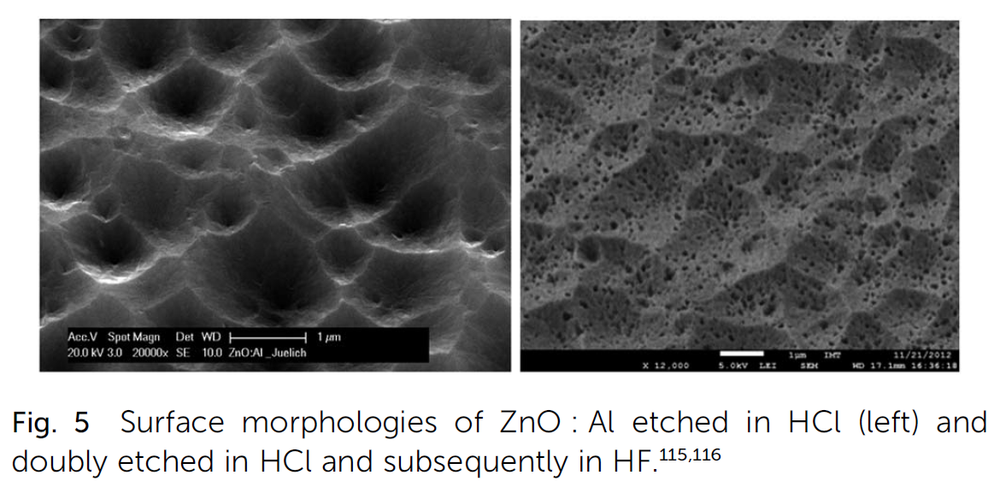 Acc.V Spot Magn Det WD 1 µm
20.0 kV 3.0 20000x SE 10.0 ZnO:Al _Juelich
1µm IMT 11/21/2012
X 12,000 5.0kV LEI SEM WD 17.1mm 16:36:18
Fig. 5 Surface morphologies of ZnO : Al etched in HCl (left) and
doubly etched in HCl and subsequently in HF.115,116